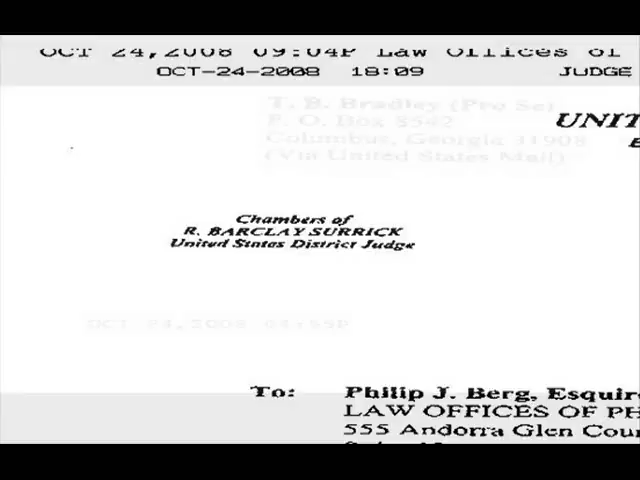 OCT 24,2008 09:04P Law Offices of
OCT-24-2008 18:09 JUDGE
T. B. Bradley (Pro Se)
P. O. Box 8542
Columbus, Georgia 31908
(Via United States Mail)
UNIT
E
Chambers of
R. BARCLAY SURRICK
United States District Judge
OCT 24,2008 04:55P
To: Philip J. Berg, Esquire
LAW OFFICES OF PH
555 Andorra Glen Cour